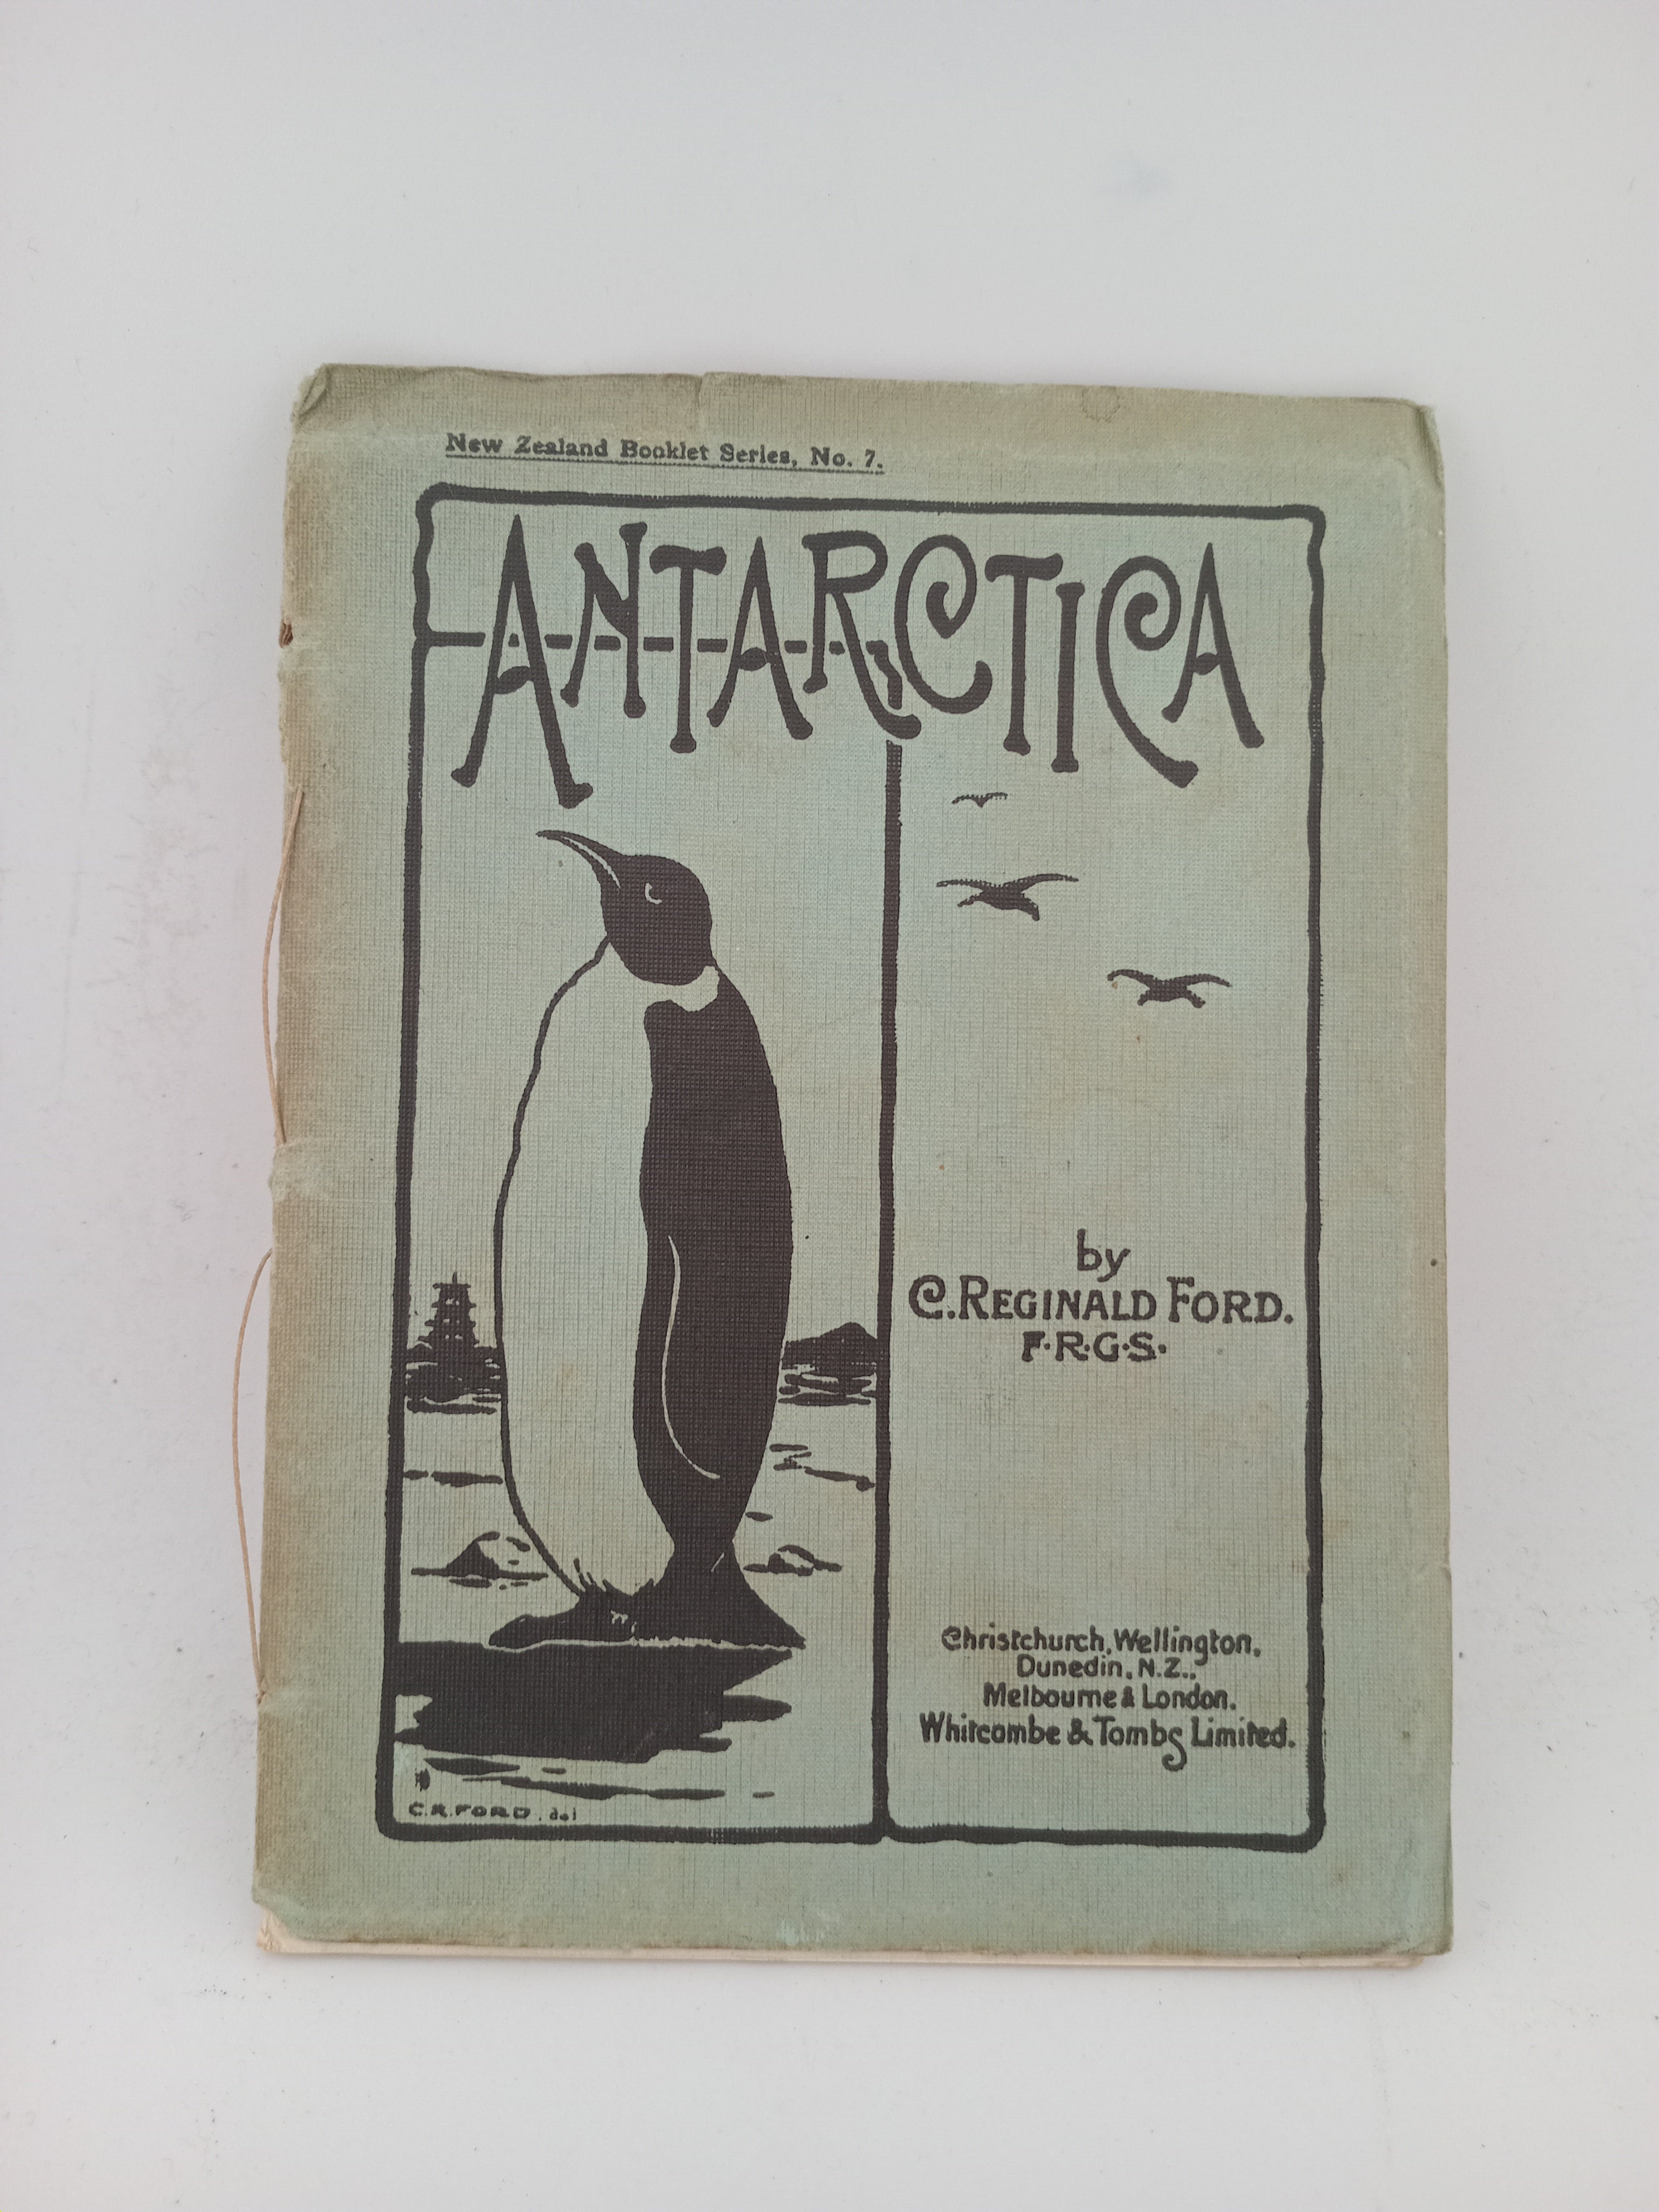 New Zealand Booklet Series, No. 7.
ANTARCTICA
by
C. REGINALD FORD.
F.R.G.S.
Christchurch, Wellington,
Dunedin, N.Z.,
Melbourne & London.
Whitcombe & Tombs Limited.
C.R. FORD. del